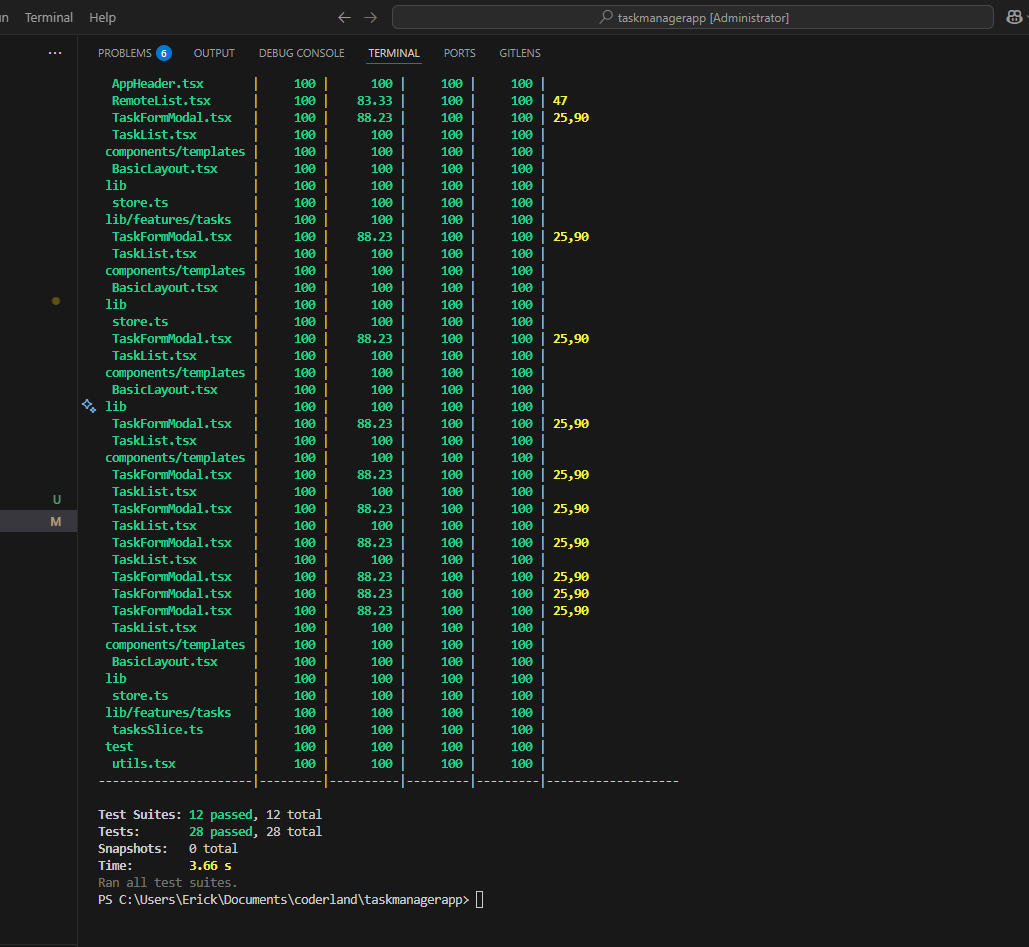 n Terminal Help taskmanagerapp [Administrator]
... PROBLEMS 6 OUTPUT DEBUG CONSOLE TERMINAL PORTS GITLENS
AppHeader.tsx | 100 | 100 | 100 | 100 |
RemoteList.tsx | 100 | 83.33 | 100 | 100 | 47
TaskFormModal.tsx | 100 | 88.23 | 100 | 100 | 25,90
TaskList.tsx | 100 | 100 | 100 | 100 |
components/templates | 100 | 100 | 100 | 100 |
BasicLayout.tsx | 100 | 100 | 100 | 100 |
lib | 100 | 100 | 100 | 100 |
store.ts | 100 | 100 | 100 | 100 |
lib/features/tasks | 100 | 100 | 100 | 100 |
TaskFormModal.tsx | 100 | 88.23 | 100 | 100 | 25,90
TaskList.tsx | 100 | 100 | 100 | 100 |
components/templates | 100 | 100 | 100 | 100 |
BasicLayout.tsx | 100 | 100 | 100 | 100 |
lib | 100 | 100 | 100 | 100 |
store.ts | 100 | 100 | 100 | 100 |
TaskFormModal.tsx | 100 | 88.23 | 100 | 100 | 25,90
TaskList.tsx | 100 | 100 | 100 | 100 |
components/templates | 100 | 100 | 100 | 100 |
BasicLayout.tsx | 100 | 100 | 100 | 100 |
lib | 100 | 100 | 100 | 100 |
TaskFormModal.tsx | 100 | 88.23 | 100 | 100 | 25,90
TaskList.tsx | 100 | 100 | 100 | 100 |
components/templates | 100 | 100 | 100 | 100 |
TaskFormModal.tsx | 100 | 88.23 | 100 | 100 | 25,90
U TaskList.tsx | 100 | 100 | 100 | 100 |
TaskFormModal.tsx | 100 | 88.23 | 100 | 100 | 25,90
M TaskList.tsx | 100 | 100 | 100 | 100 |
TaskFormModal.tsx | 100 | 88.23 | 100 | 100 | 25,90
TaskList.tsx | 100 | 100 | 100 | 100 |
TaskFormModal.tsx | 100 | 88.23 | 100 | 100 | 25,90
TaskFormModal.tsx | 100 | 88.23 | 100 | 100 | 25,90
TaskFormModal.tsx | 100 | 88.23 | 100 | 100 | 25,90
TaskList.tsx | 100 | 100 | 100 | 100 |
components/templates | 100 | 100 | 100 | 100 |
BasicLayout.tsx | 100 | 100 | 100 | 100 |
lib | 100 | 100 | 100 | 100 |
store.ts | 100 | 100 | 100 | 100 |
lib/features/tasks | 100 | 100 | 100 | 100 |
tasksSlice.ts | 100 | 100 | 100 | 100 |
test | 100 | 100 | 100 | 100 |
utils.tsx | 100 | 100 | 100 | 100 |
----------------------|---------|----------|---------|---------|-------------------
Test Suites: 12 passed, 12 total
Tests: 28 passed, 28 total
Snapshots: 0 total
Time: 3.66 s
Ran all test suites.
PS C:\Users\Erick\Documents\coderland\taskmanagerapp>